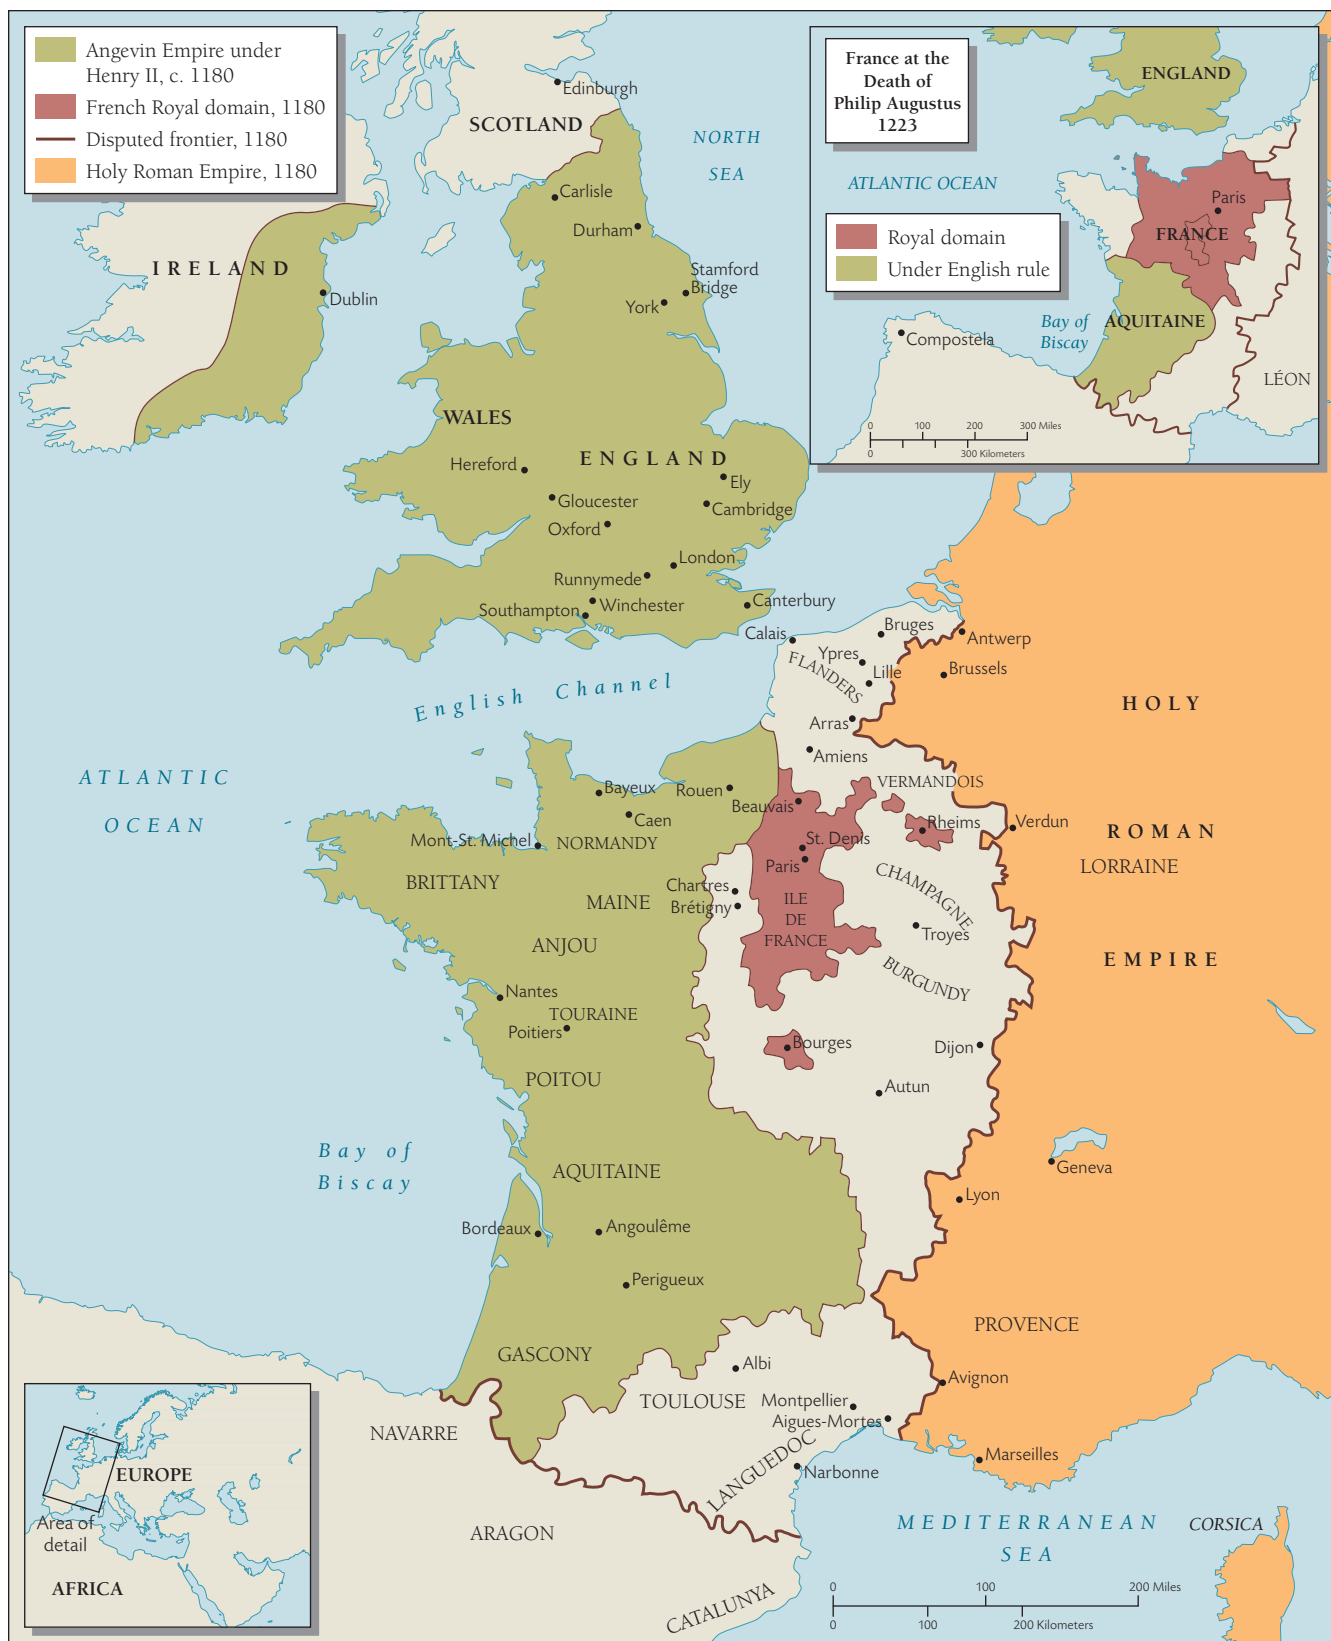 Angevin Empire under
Henry II, c. 1180
French Royal domain, 1180
Disputed frontier, 1180
Holy Roman Empire, 1180
France at the
Death of
Philip Augustus
1223
ENGLAND
ATLANTIC OCEAN
Paris
FRANCE
Royal domain
Under English rule
Bay of
Biscay
AQUITAINE
Compostela
LÉON
0 100 200 300 Miles
0 300 Kilometers
Edinburgh
SCOTLAND
NORTH
SEA
Carlisle
Durham
IRELAND
Dublin
Stamford
Bridge
York
WALES
ENGLAND
Hereford
Ely
Gloucester
Cambridge
Oxford
London
Runnymede
Winchester
Southampton
Canterbury
Calais
Bruges
Antwerp
Ypres
FLANDERS
Lille
Brussels
English Channel
HOLY
Arras
Amiens
ATLANTIC
OCEAN
VERMANDOIS
Bayeux
Rouen
Beauvais
Caen
Rheims
Verdun
ROMAN
Mont-St. Michel
NORMANDY
St. Denis
Paris
LORRAINE
BRITTANY
CHAMPAGNE
Chartres
MAINE
Brétigny
ILE
DE
FRANCE
Troyes
ANJOU
EMPIRE
BURGUNDY
Nantes
TOURAINE
Poitiers
Bourges
Dijon
POITOU
Autun
Bay of
Biscay
AQUITAINE
Geneva
Lyon
Bordeaux
Angoulême
Perigueux
PROVENCE
GASCONY
Albi
Avignon
TOULOUSE
Montpellier
Aigues-Mortes
NAVARRE
LANGUEDOC
Marseilles
Narbonne
EUROPE
Area of
detail
AFRICA
ARAGON
MEDITERRANEAN
SEA
CORSICA
CATALUNYA
0 100 200 Miles
0 100 200 Kilometers